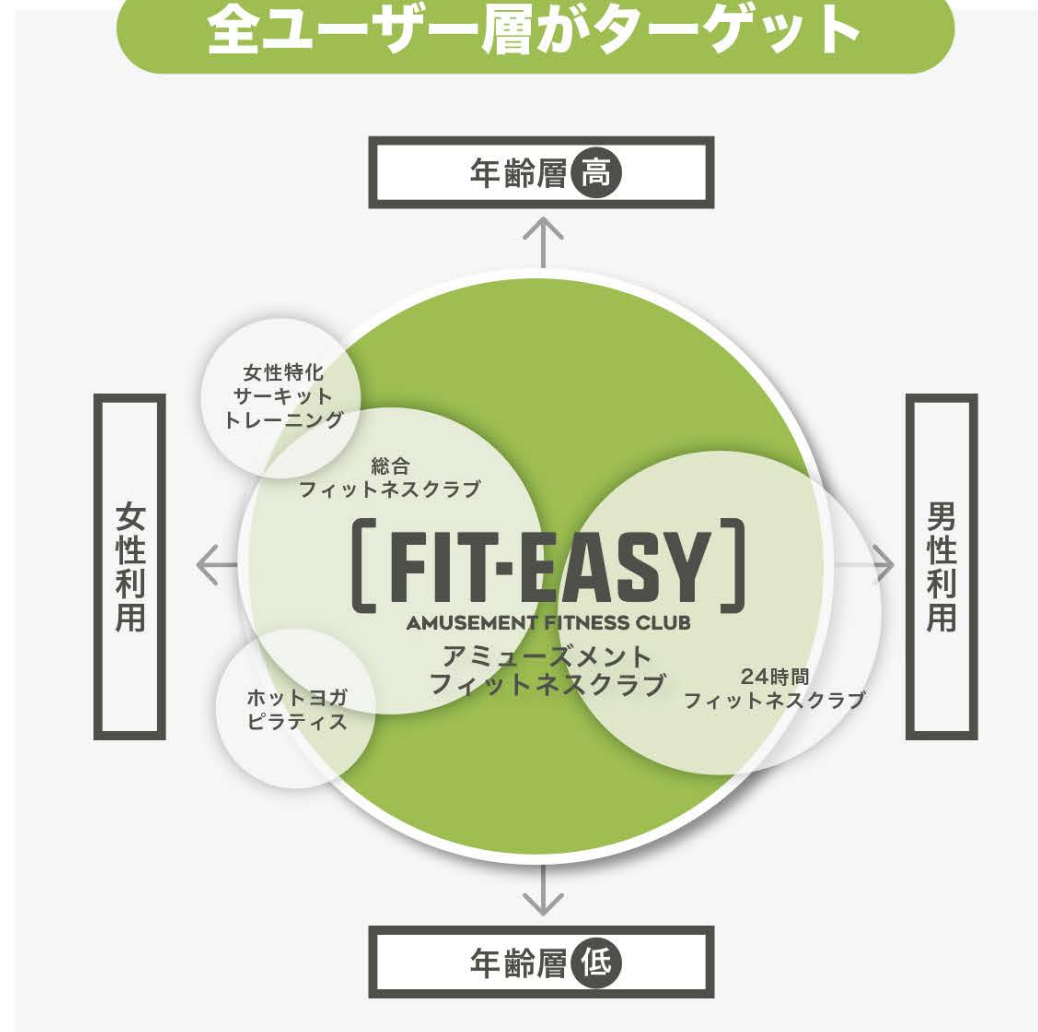 全ユーザー層がターゲット
年齢層高
女性特化
サーキット
トレーニング
総合
フィットネスクラブ
女性利用
男性利用
[FIT-EASY]
AMUSEMENT FITNESS CLUB
アミューズメント
フィットネスクラブ
24時間
フィットネスクラブ
ホットヨガ
ピラティス
年齢層低